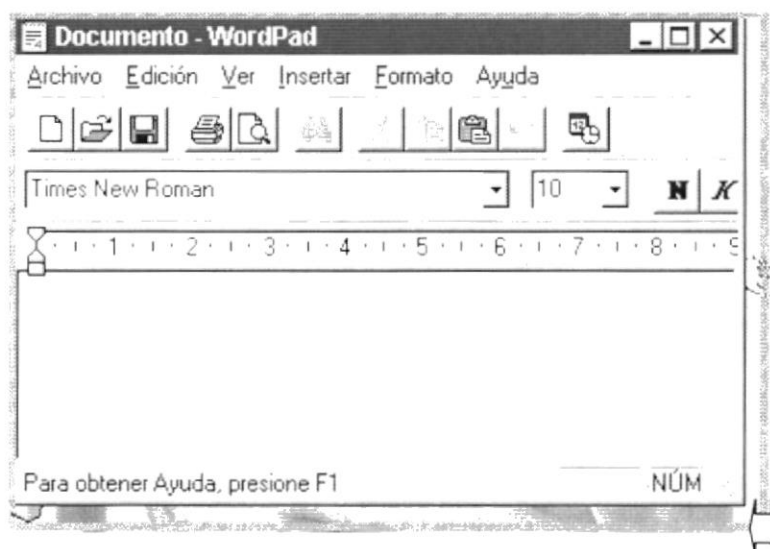 Documento - WordPad
Archivo Edición Ver Insertar Formato Ayuda
Times New Roman 10 N K
1 2 3 4 5 6 7 8 9
Para obtener Ayuda, presione F1 NÚM